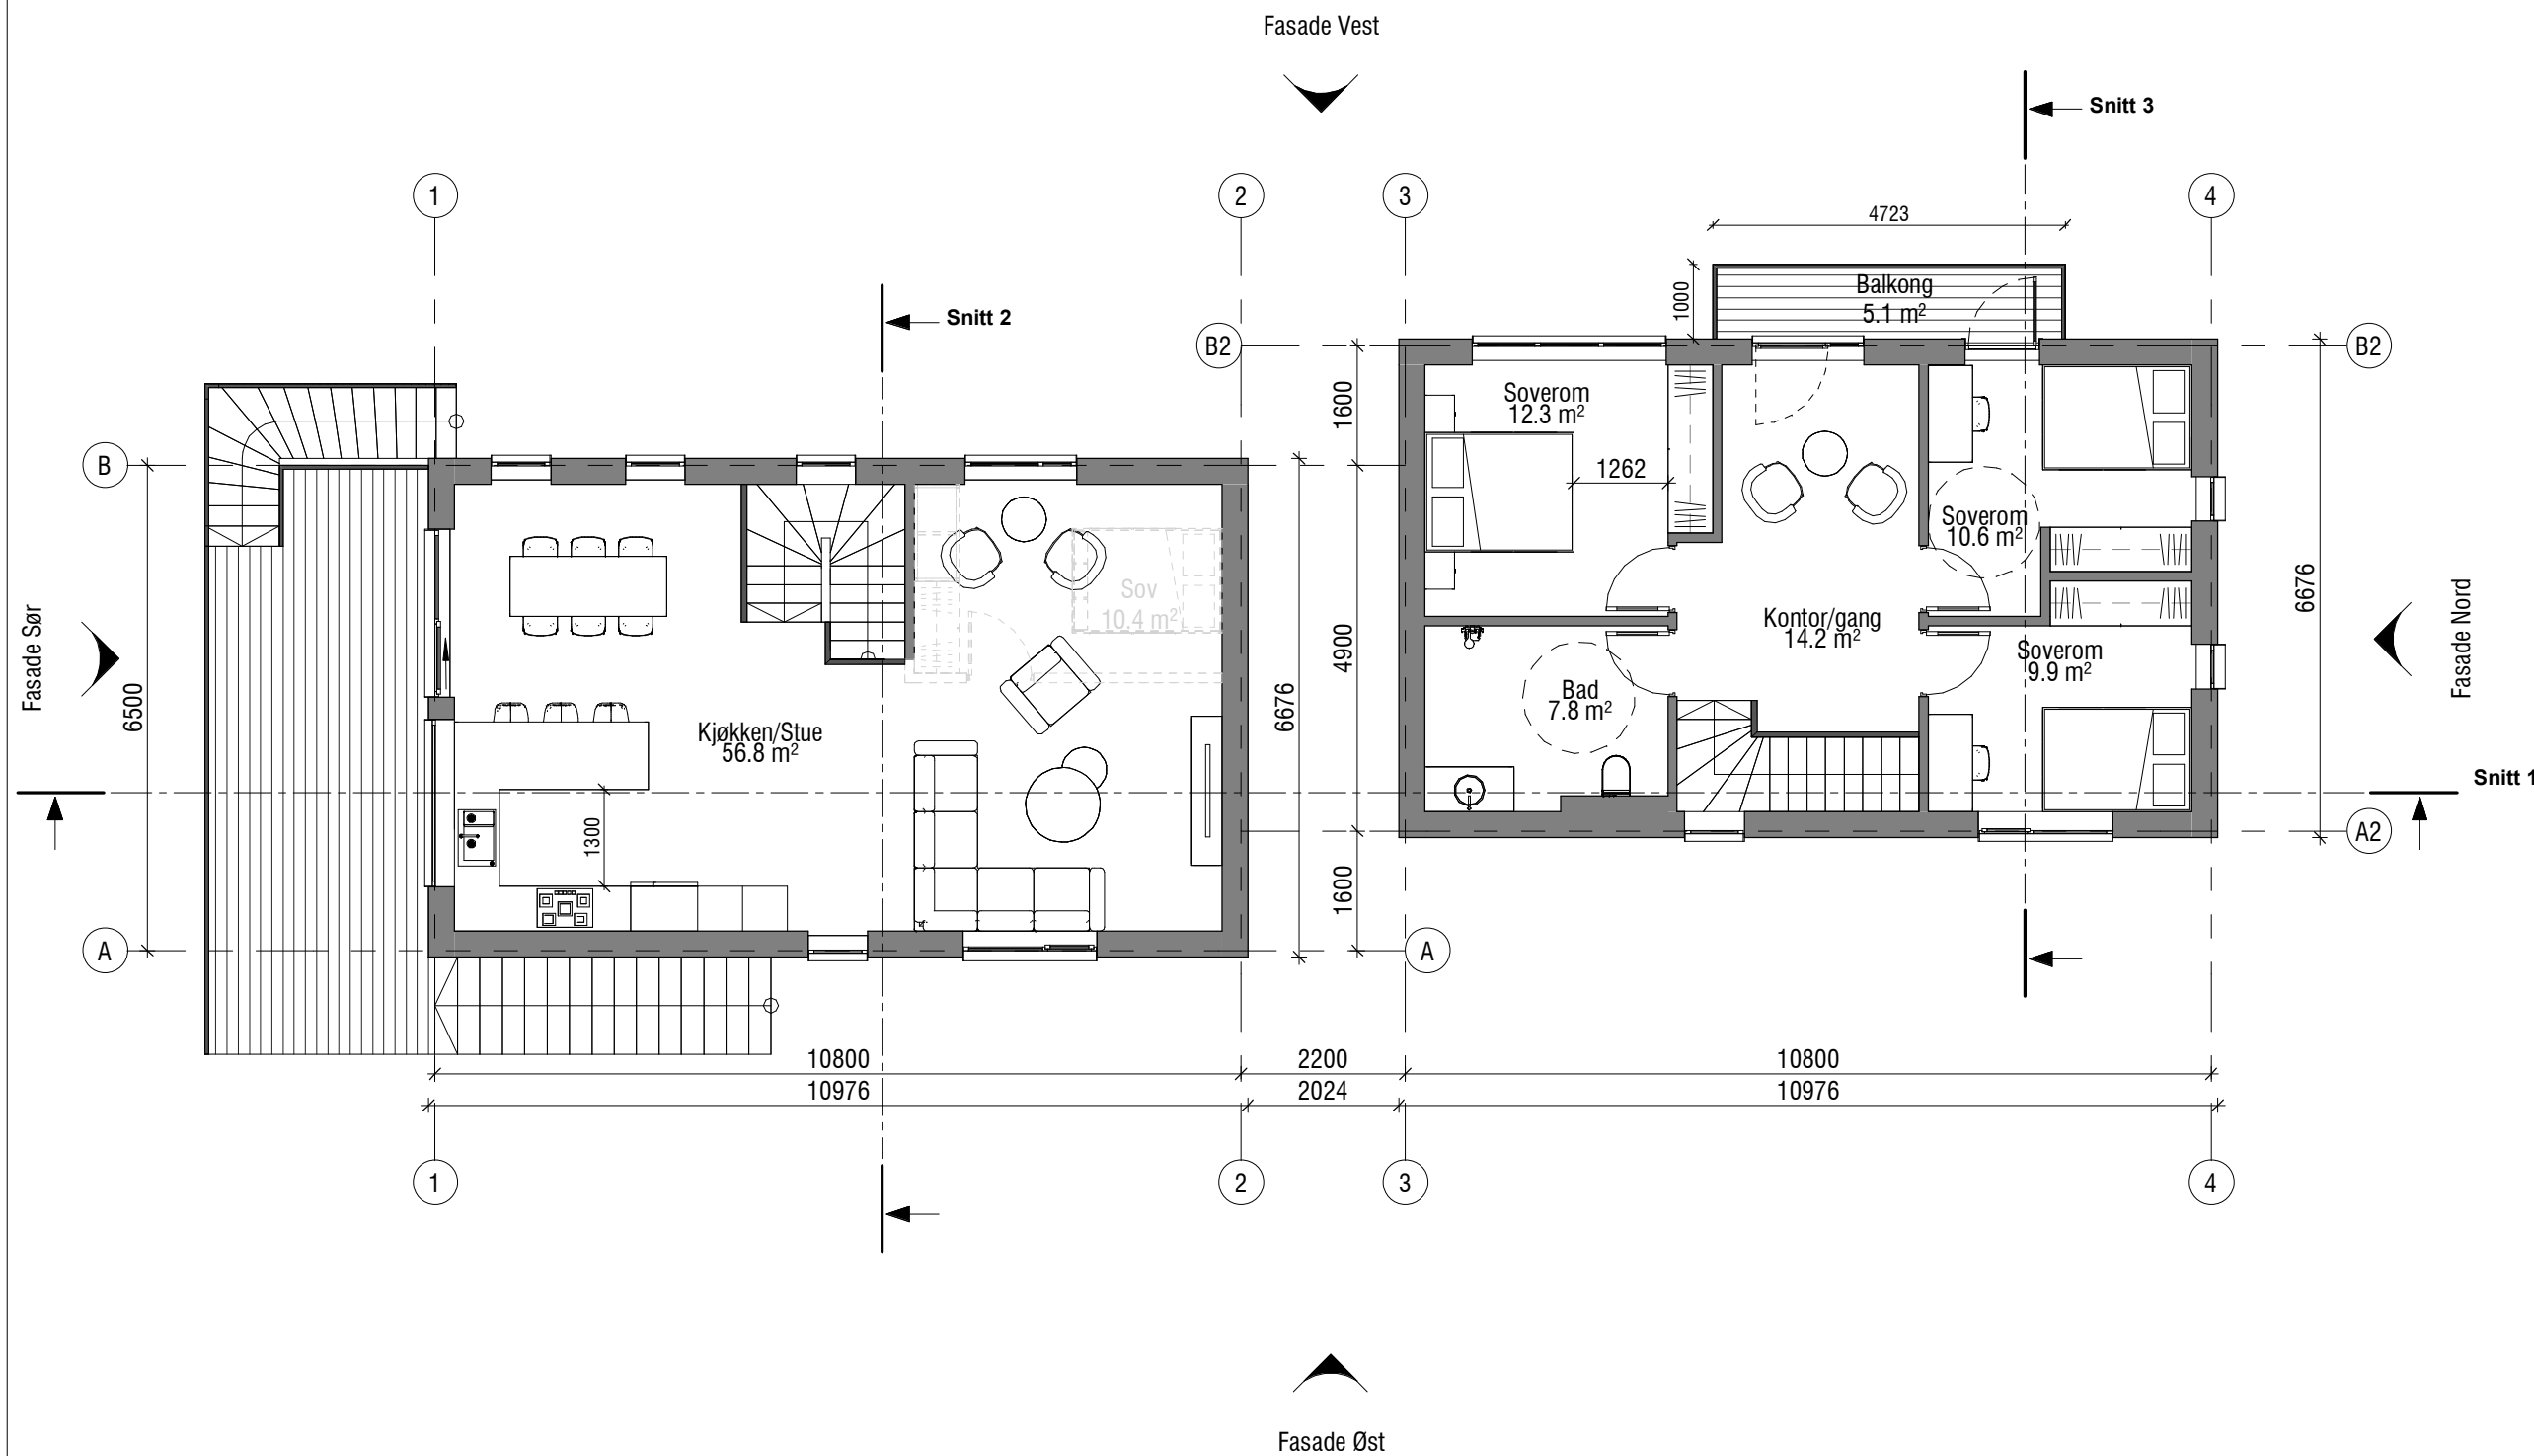 Fasade Vest
Snitt 3
1
2
3
4
4723
Balkong
5.1 m²
1000
Snitt 2
B2
B2
1600
Soverom
12.3 m²
1262
B
Soverom
10.6 m²
Sov
10.4 m²
Fasade Sør
6500
Kjøkken/Stue
56.8 m²
1300
6676
4900
Kontor/gang
14.2 m²
Bad
7.8 m²
Soverom
9.9 m²
6676
Fasade Nord
Snitt 1
A2
1600
A
A
10800
2200
10800
10976
2024
10976
1
2
3
4
Fasade Øst